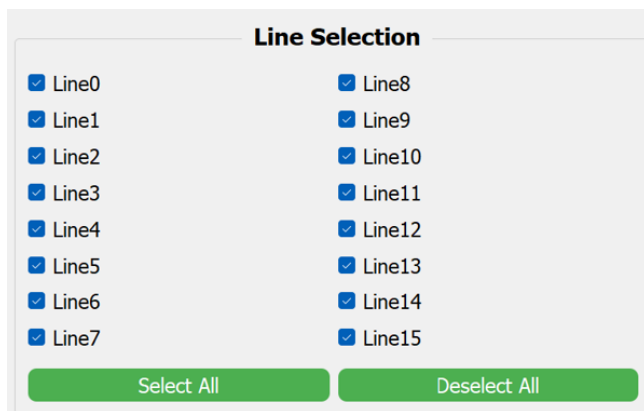 Line Selection
Line0
Line1
Line2
Line3
Line4
Line5
Line6
Line7
Line8
Line9
Line10
Line11
Line12
Line13
Line14
Line15
Select All
Deselect All